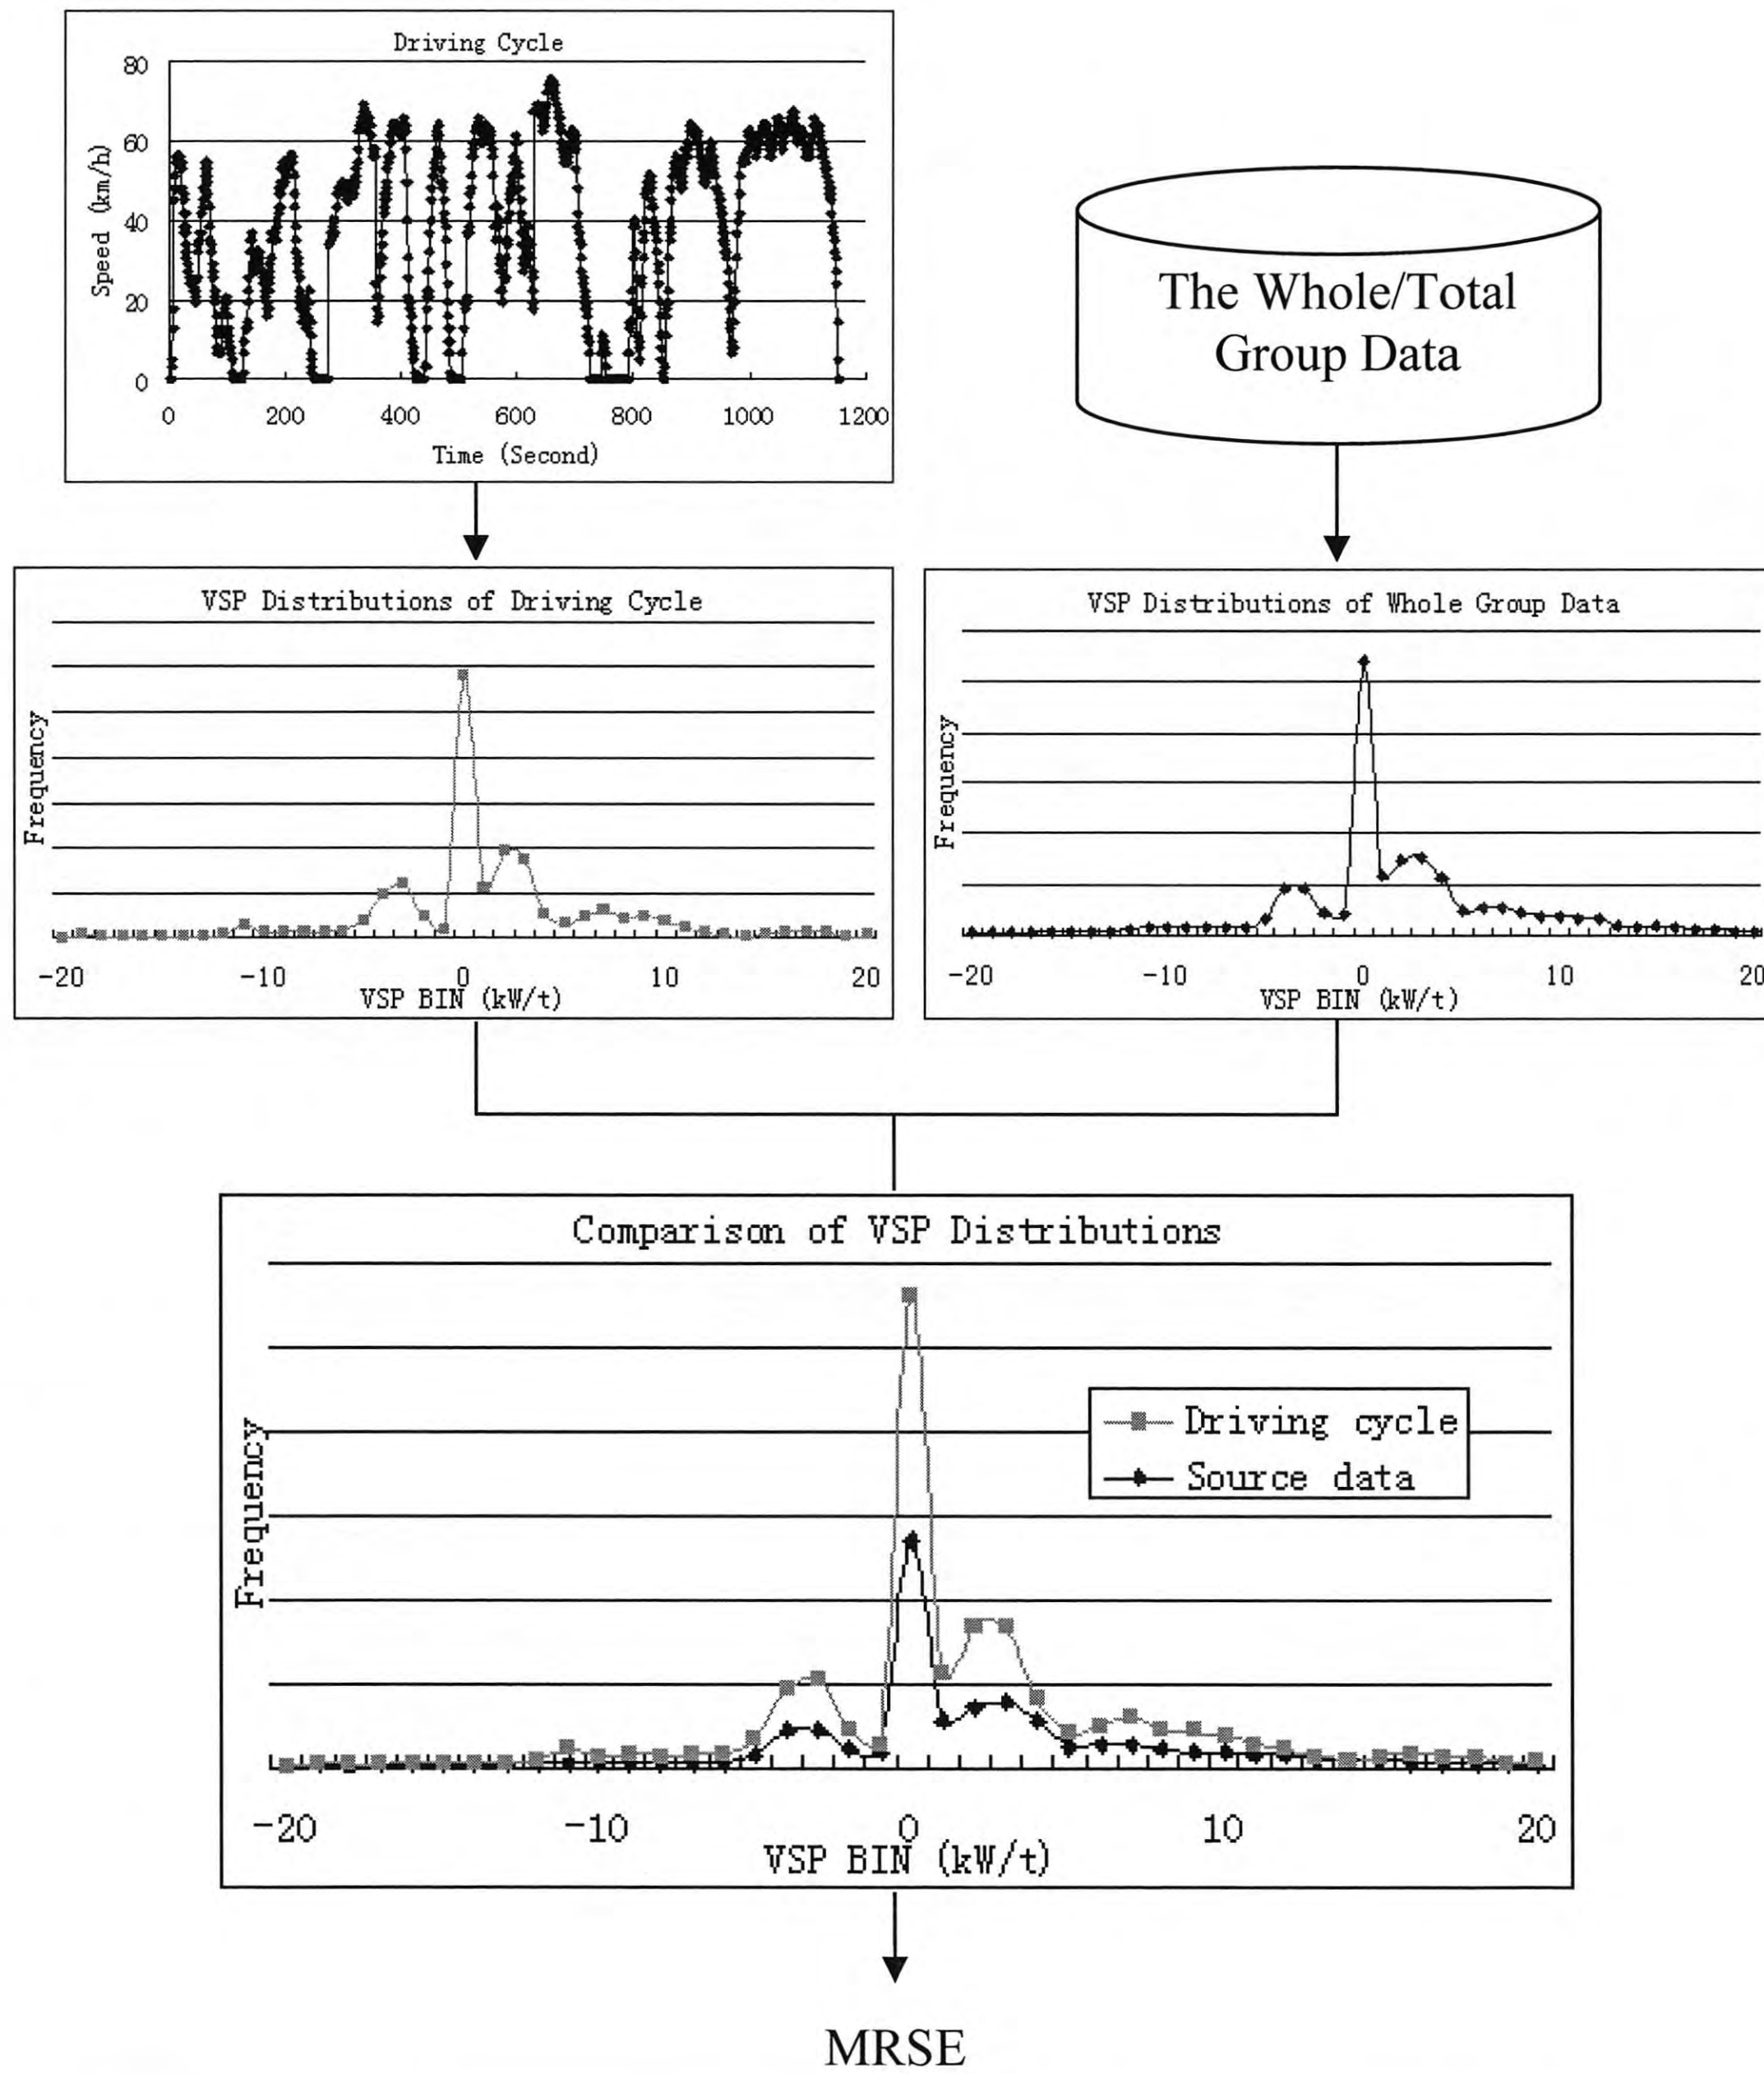 Driving Cycle
80
60
40
20
0
Speed (km/h)
0 200 400 600 800 1000 1200
Time (Second)
The Whole/Total
Group Data
VSP Distributions of Driving Cycle
Frequency
-20 -10 0 10 20
VSP BIN (kW/t)
VSP Distributions of Whole Group Data
Frequency
-20 -10 0 10 20
VSP BIN (kW/t)
Comparison of VSP Distributions
Frequency
Driving cycle
Source data
-20 -10 0 10 20
VSP BIN (kW/t)
MRSE